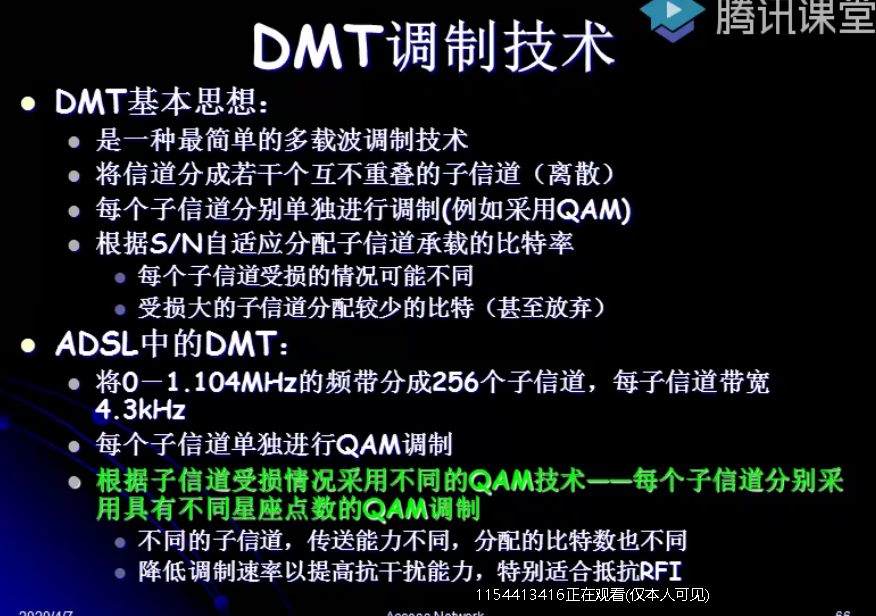 腾讯课堂
DMT调制技术
DMT基本思想：
是一种最简单的多载波调制技术
将信道分成若干个互不重叠的子信道（离散）
每个子信道分别单独进行调制(例如采用QAM)
根据S/N自适应分配子信道承载的比特率
每个子信道受损的情况可能不同
受损大的子信道分配较少的比特（甚至放弃）
ADSL中的DMT：
将0－1.104MHz的频带分成256个子信道，每子信道带宽
4.3kHz
每个子信道单独进行QAM调制
根据子信道受损情况采用不同的QAM技术——每个子信道分别采
用具有不同星座点数的QAM调制
不同的子信道，传送能力不同，分配的比特数也不同
降低调制速率以提高抗干扰能力，特别适合抵抗RFI
1154413416正在观看(仅本人可见)
2020/4/7 Access Network 66